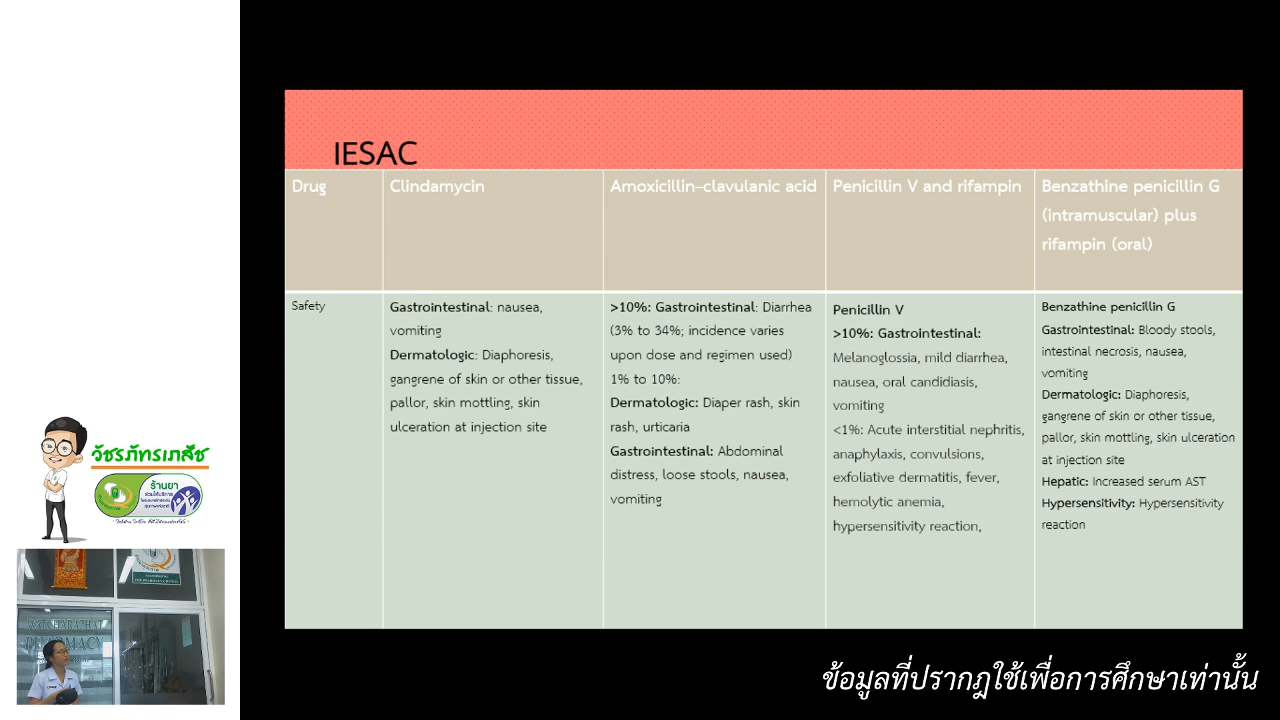 IESAC
Drug
Clindamycin
Amoxicillin–clavulanic acid
Penicillin V and rifampin
Benzathine penicillin G
(intramuscular) plus
rifampin (oral)
Safety
Gastrointestinal: nausea,
vomiting
Dermatologic: Diaphoresis,
gangrene of skin or other tissue,
pallor, skin mottling, skin
ulceration at injection site
>10%: Gastrointestinal: Diarrhea
(3% to 34%; incidence varies
upon dose and regimen used)
1% to 10%:
Dermatologic: Diaper rash, skin
rash, urticaria
Gastrointestinal: Abdominal
distress, loose stools, nausea,
vomiting
Penicillin V
>10%: Gastrointestinal:
Melanoglossia, mild diarrhea,
nausea, oral candidiasis,
vomiting
<1%: Acute interstitial nephritis,
anaphylaxis, convulsions,
exfoliative dermatitis, fever,
hemolytic anemia,
hypersensitivity reaction,
Benzathine penicillin G
Gastrointestinal: Bloody stools,
intestinal necrosis, nausea,
vomiting
Dermatologic: Diaphoresis,
gangrene of skin or other tissue,
pallor, skin mottling, skin ulceration
at injection site
Hepatic: Increased serum AST
Hypersensitivity: Hypersensitivity
reaction
วัชรภัทรเภสัช
ร้านยา
PHARMACY
ข้อมูลที่ปรากฎใช้เพื่อการศึกษาเท่านั้น